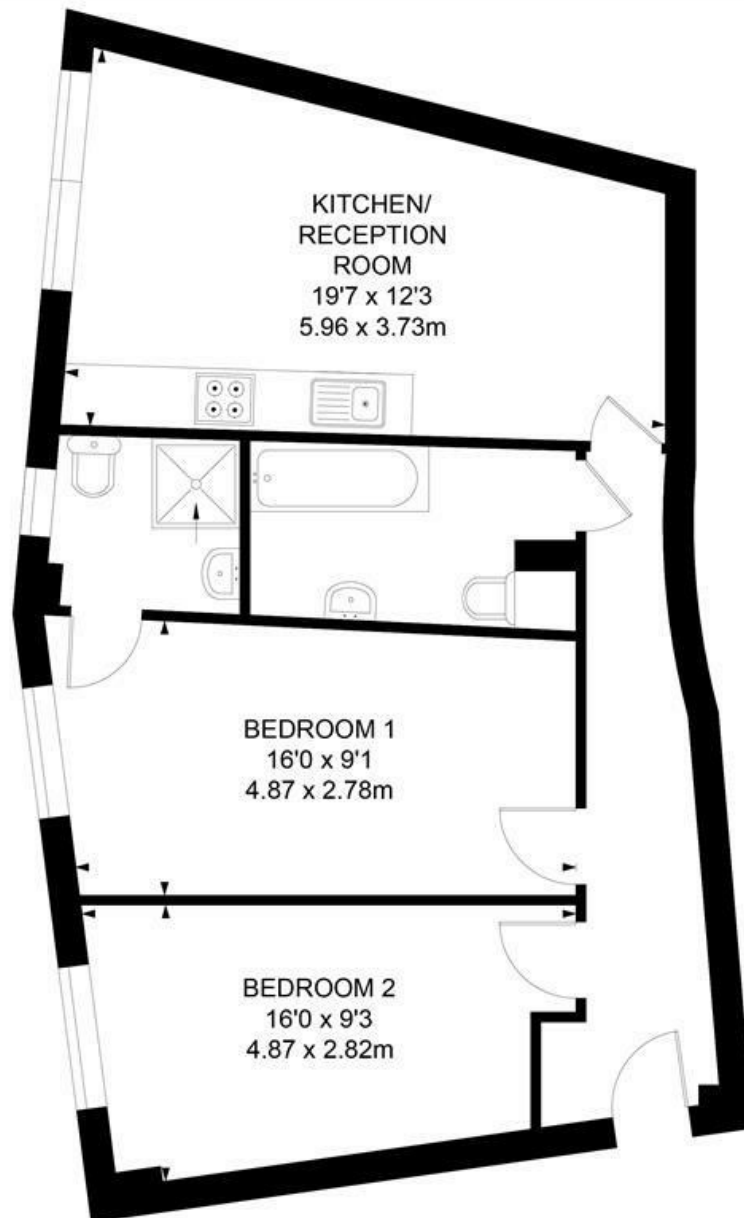 KITCHEN/
RECEPTION
ROOM
19'7 x 12'3
5.96 x 3.73m
BEDROOM 1
16'0 x 9'1
4.87 x 2.78m
BEDROOM 2
16'0 x 9'3
4.87 x 2.82m